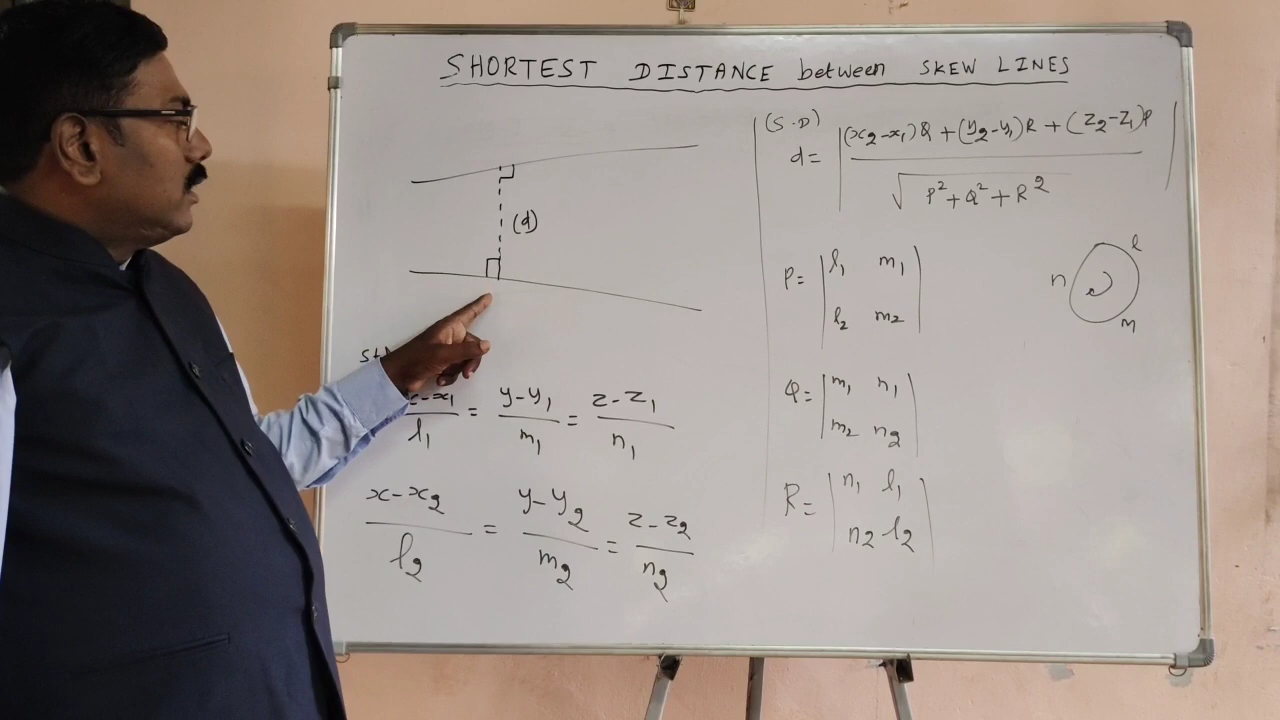 SHORTEST DISTANCE between SKEW LINES
(d)
x-x1/l1 = y-y1/m1 = z-z1/n1
x-x2/l2 = y-y2/m2 = z-z2/n2
(S.D)
d= |(x2-x1)Q + (y2-y1)R + (z2-z1)P / √P²+Q²+R²|
P= |l1 m1
l2 m2|
Q= |m1 n1
m2 n2|
R= |n1 l1
n2 l2|
l
n
m